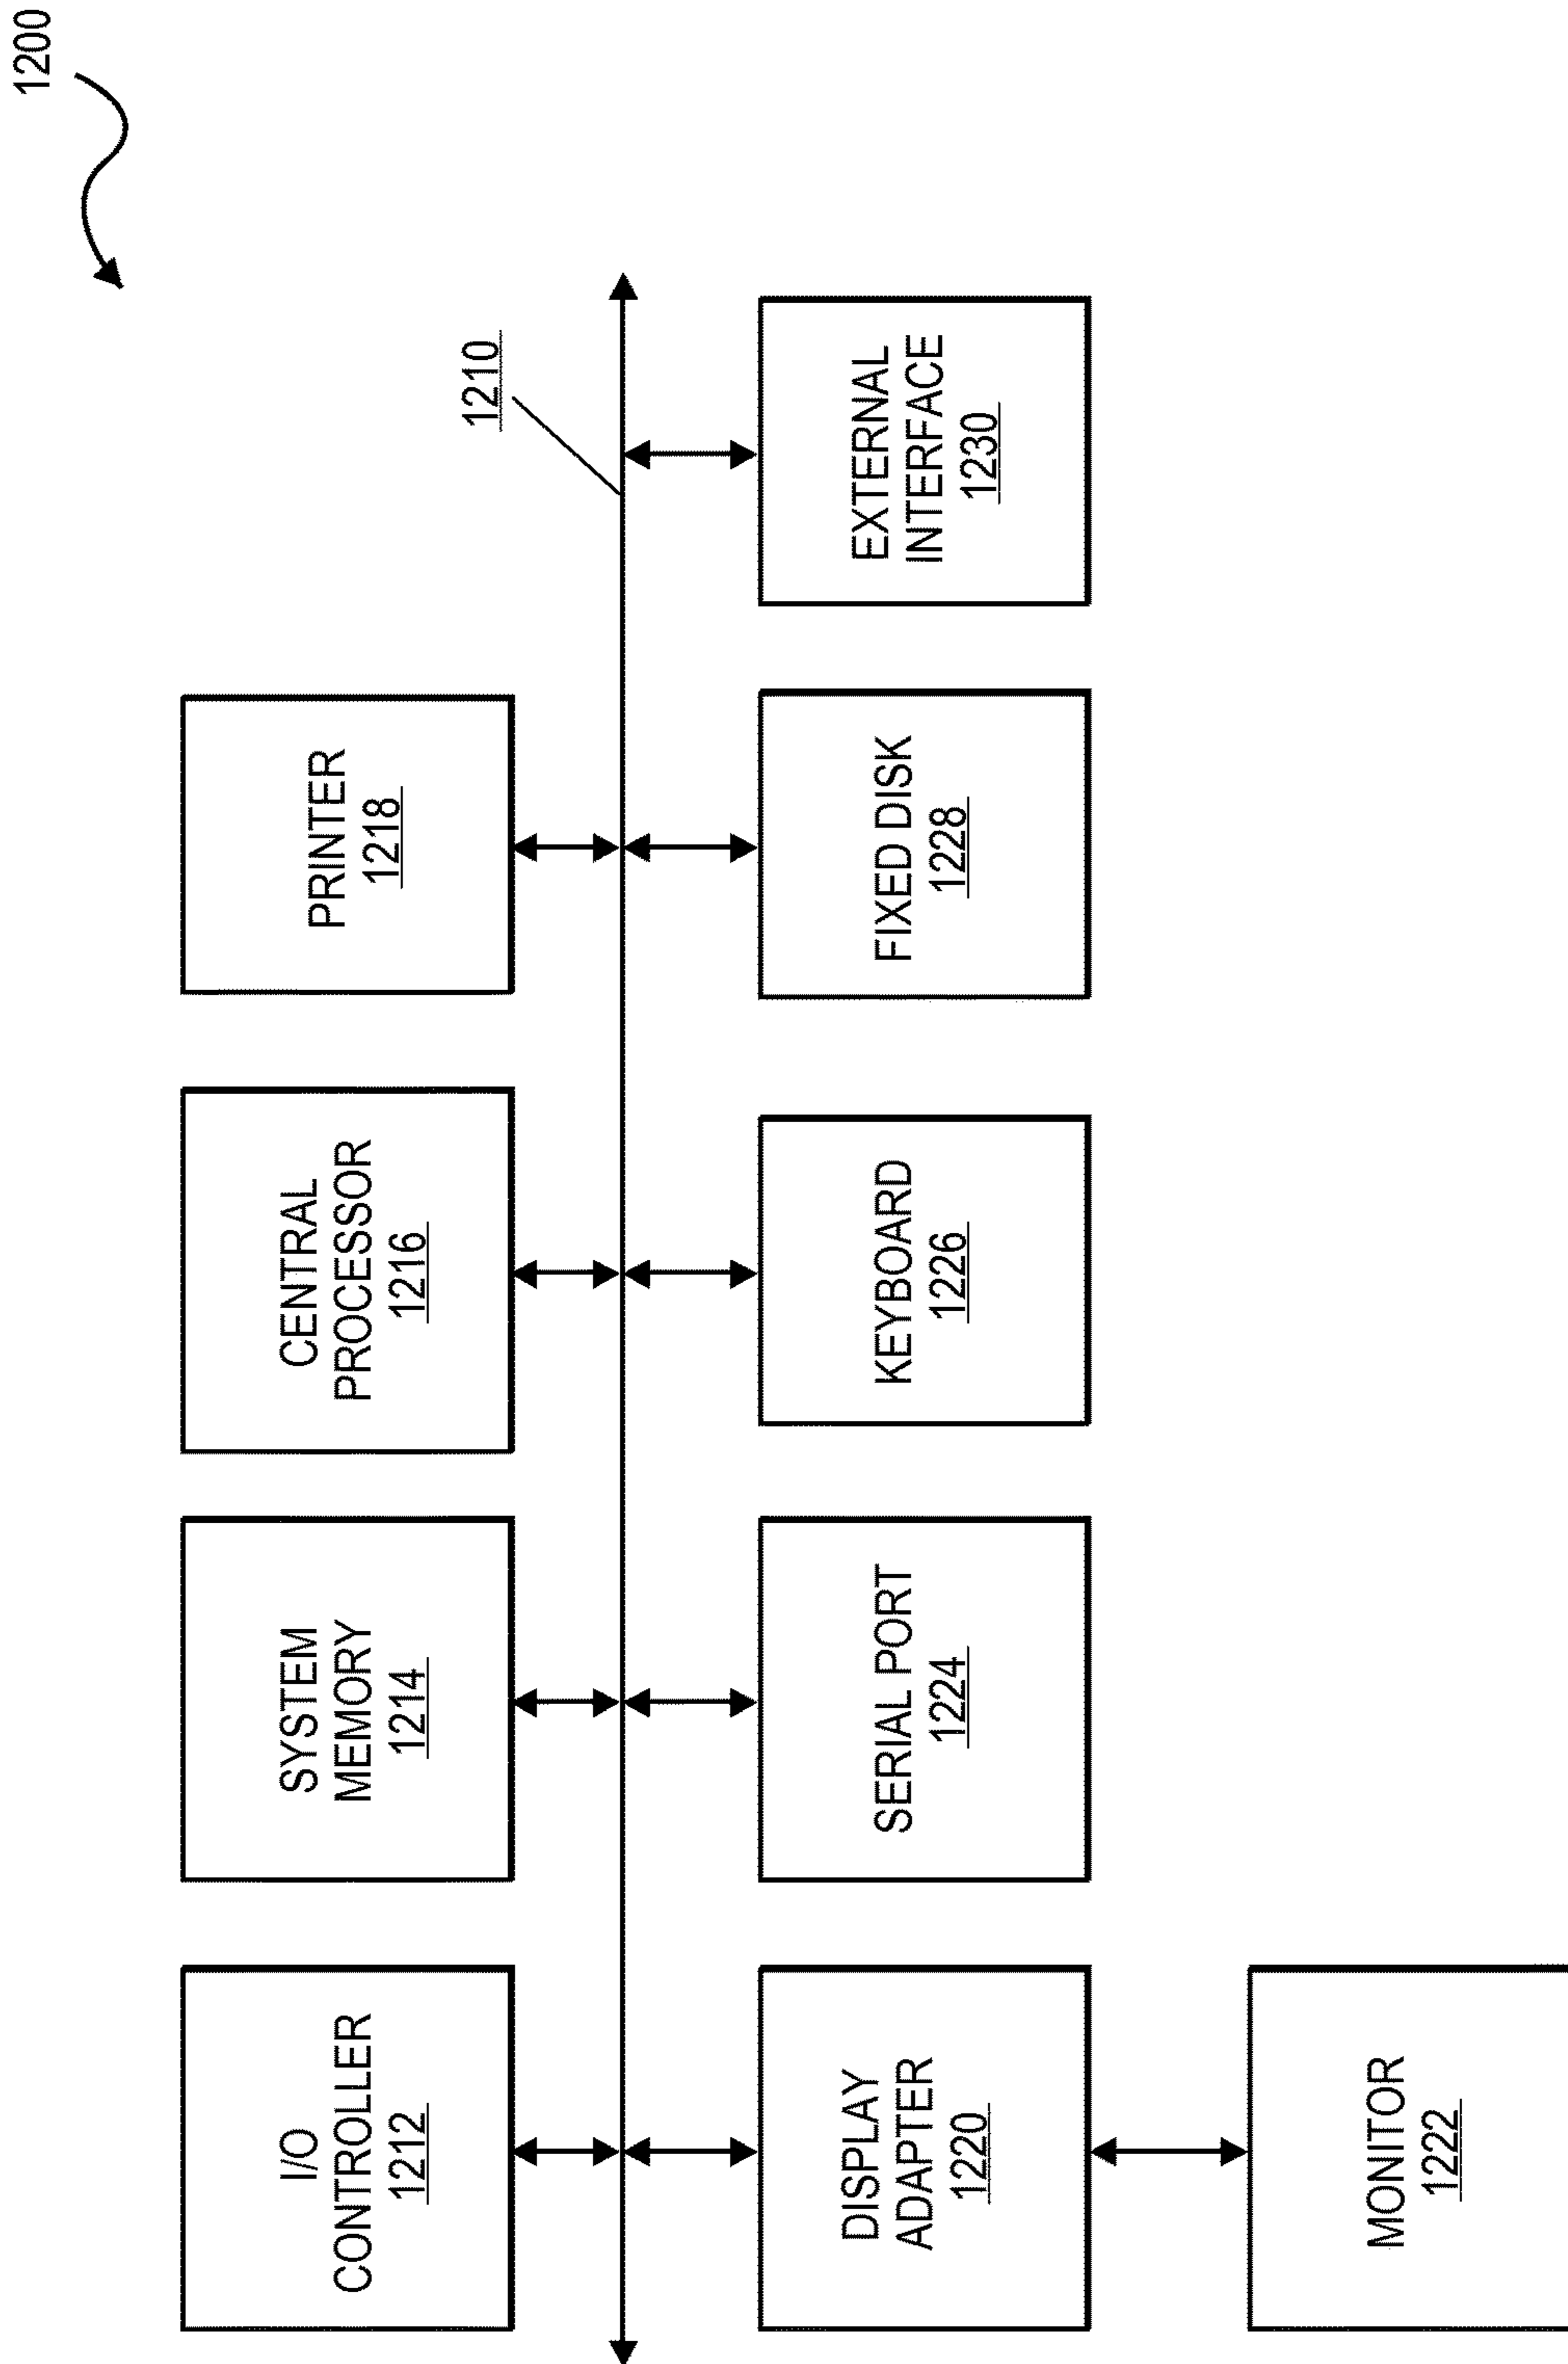 1200
1210
I/O
CONTROLLER
1212
SYSTEM
MEMORY
1214
CENTRAL
PROCESSOR
1216
PRINTER
1218
DISPLAY
ADAPTER
1220
SERIAL PORT
1224
KEYBOARD
1226
FIXED DISK
1228
EXTERNAL
INTERFACE
1230
MONITOR
1222